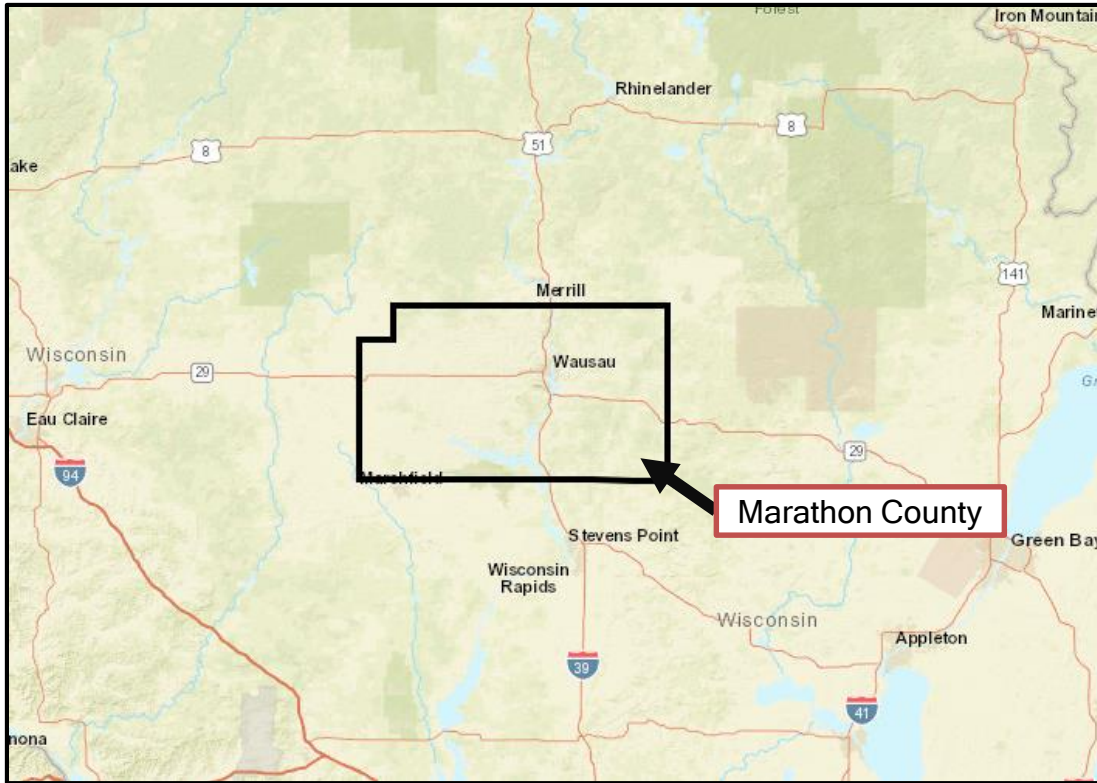 Forest
Iron Mountain
Rhinelander
8
8
51
ake
141
Merrill
Marinet
Wisconsin
Wausau
29
Eau Claire
29
94
Marshfield
Marathon County
Stevens Point
Green Bay
Wisconsin
Rapids
Wisconsin
Appleton
39
41
nona